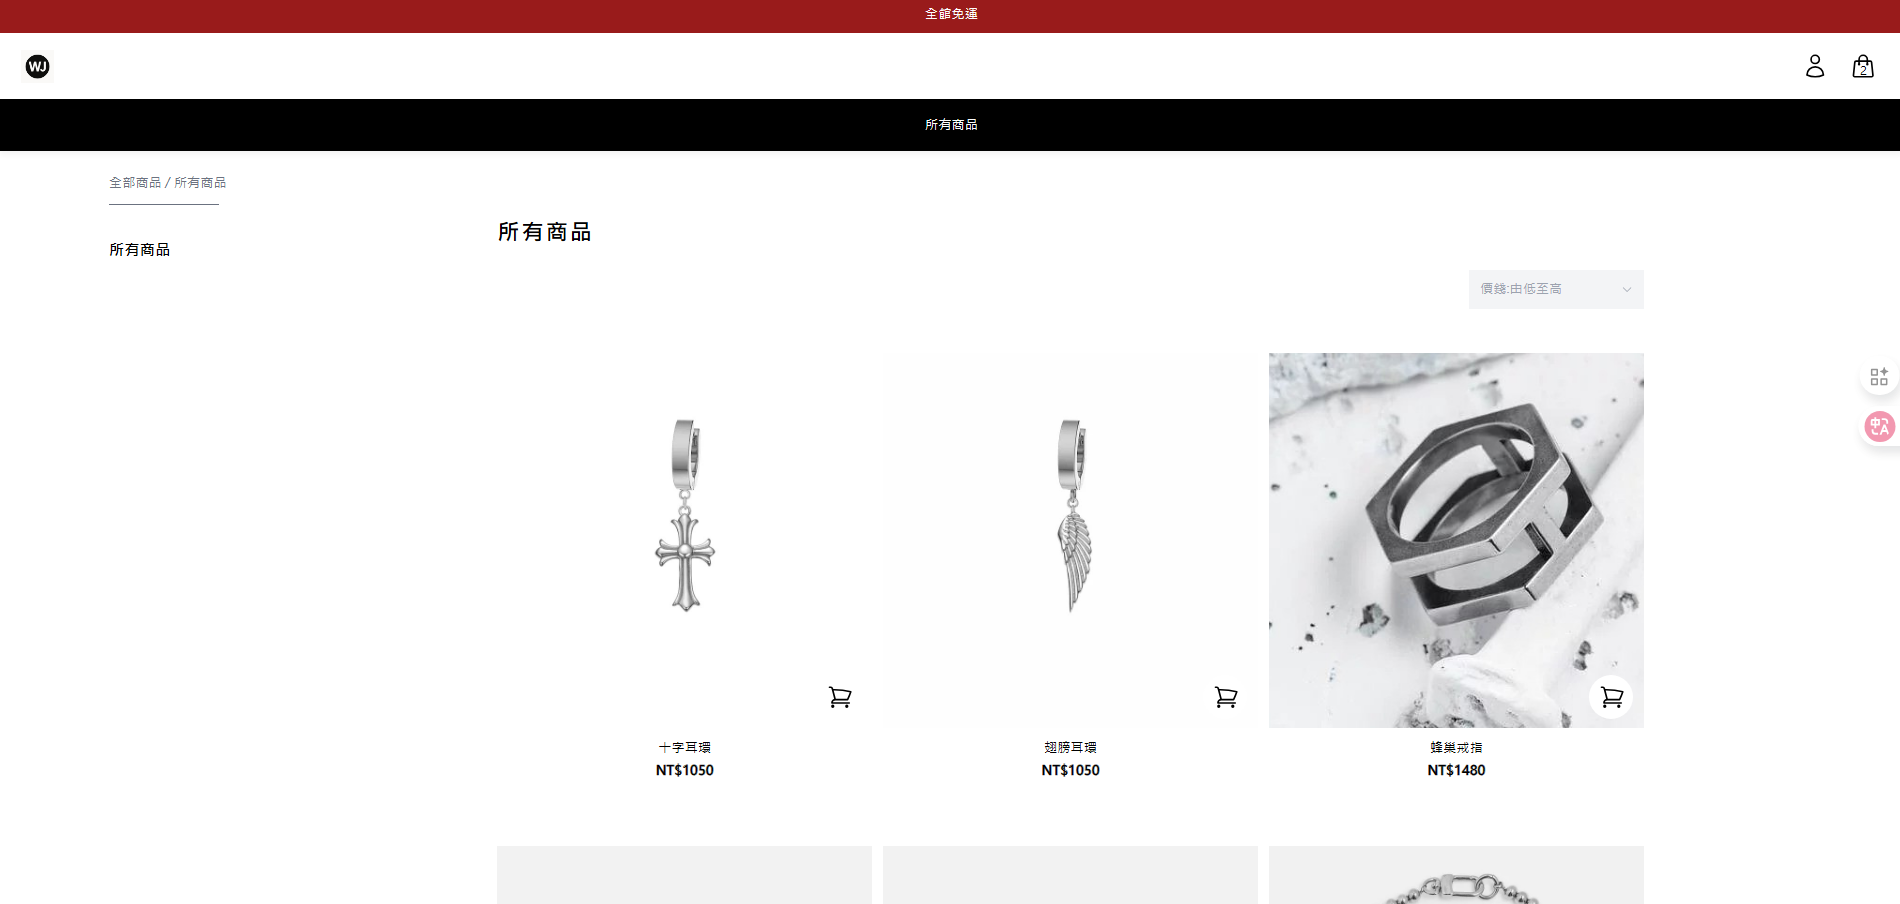 全館免運
WJ
2
所有商品
全部商品 / 所有商品
所有商品
所有商品
價錢:由低至高
十字耳環
NT$1050
翅膀耳環
NT$1050
蜂巢戒指
NT$1480
中
A